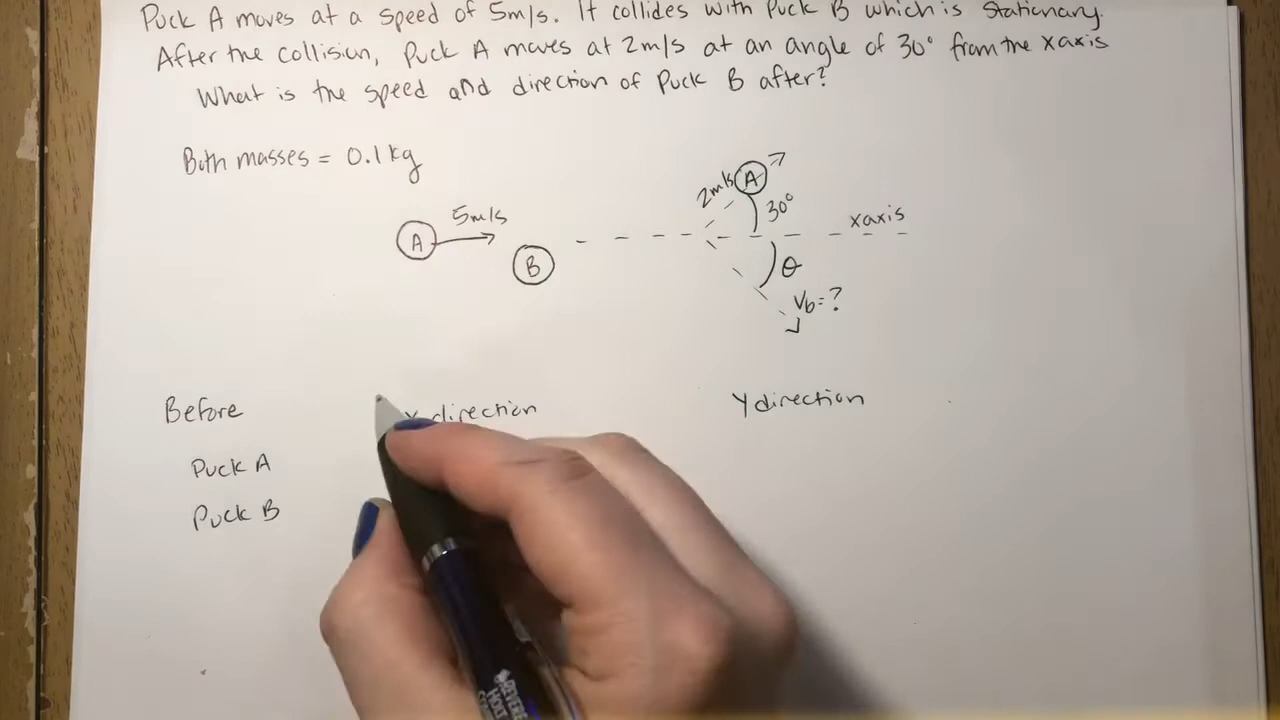 Puck A moves at a speed of 5m/s. It collides with Puck B which is stationary.
After the collision, Puck A moves at 2m/s at an angle of 30° from the x axis
What is the speed and direction of Puck B after?
Both masses = 0.1kg
2m/s A
30°
5m/s
x axis
A
B
θ
Vb=?
Before
x direction
Y direction
Puck A
Puck B